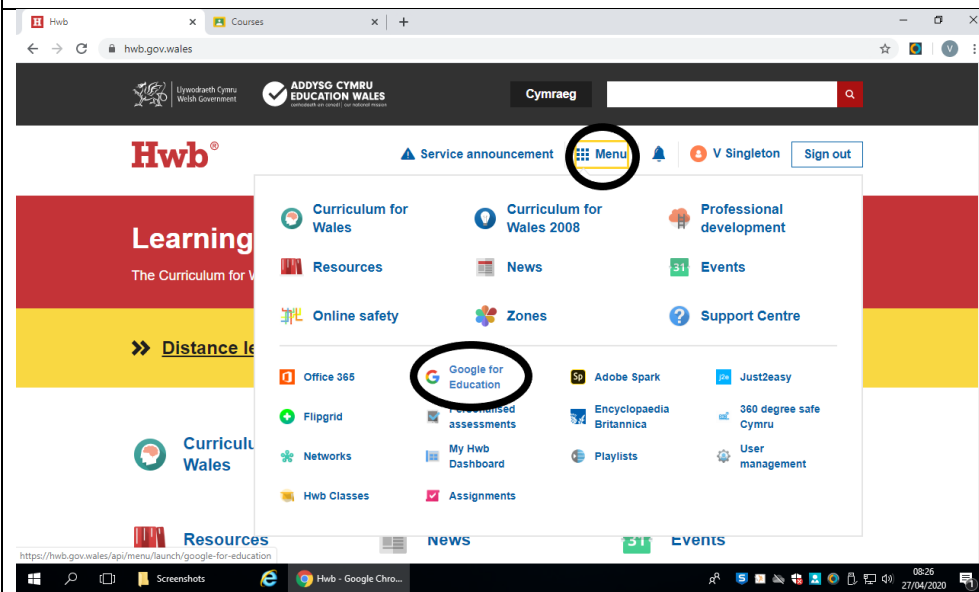 Hwb
Courses
hwb.gov.wales
V
Llywodraeth Cymru
Welsh Government
ADDYSG CYMRU
EDUCATION WALES
Cymraeg
Hwb®
Service announcement
Menu
V Singleton
Sign out
Curriculum for
Wales
Curriculum for
Wales 2008
Professional
development
Learning
The Curriculum for W
Resources
News
31
Events
Online safety
Zones
Support Centre
Distance le
Office 365
Google for
Education
Sp
Adobe Spark
Just2easy
Flipgrid
Personalised
assessments
Encyclopaedia
Britannica
360 degree safe
Cymru
Networks
My Hwb
Dashboard
Playlists
User
management
Curriculu
Wales
Hwb Classes
Assignments
Resources
News
31
Events
https://hwb.gov.wales/api/menu/launch/google-for-education
Screenshots
Hwb - Google Chro...
08:26
27/04/2020